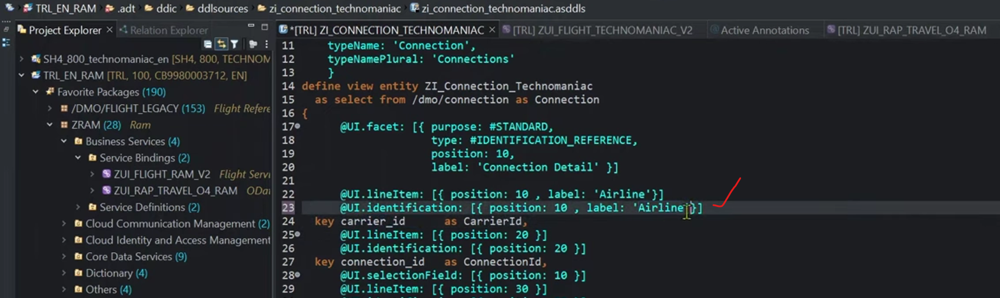 TRL_EN_RAM › .adt › ddic › ddlsources › zi_connection_technomaniac › zi_connection_technomaniac.asddls
Project Explorer × Relation Explorer
SH4_800_technomaniac_en [SH4, 800, TECHNOM
TRL_EN_RAM [TRL, 100, CB9980003712, EN]
Favorite Packages (190)
/DMO/FLIGHT_LEGACY (153) Flight Refere
ZRAM (28) Ram
Business Services (4)
Service Bindings (2)
ZUI_FLIGHT_RAM_V2 Flight Servi
ZUI_RAP_TRAVEL_O4_RAM ODat
Service Definitions (2)
Cloud Communication Management (2)
Cloud Identity and Access Management
Core Data Services (9)
Dictionary (4)
Others (4)
*[TRL] ZI_CONNECTION_TECHNOMANIAC × [TRL] ZUI_FLIGHT_TECHNOMANIAC_V2 @ Active Annotations [TRL] ZUI_RAP_TRAVEL_O4_RAM
11 typeName: 'Connection',
12 typeNamePlural: 'Connections'
13 }
14 define view entity ZI_Connection_Technomaniac
15 as select from /dmo/connection as Connection
16 {
17 @UI.facet: [{ purpose: #STANDARD,
18 type: #IDENTIFICATION_REFERENCE,
19 position: 10,
20 label: 'Connection Detail' }]
21
22 @UI.lineItem: [{ position: 10 , label: 'Airline'}]
23 @UI.identification: [{ position: 10 , label: 'Airline'}]
24 key carrier_id as CarrierId,
25 @UI.lineItem: [{ position: 20 }]
26 @UI.identification: [{ position: 20 }]
27 key connection_id as ConnectionId,
28 @UI.selectionField: [{ position: 10 }]
29 @UI.lineItem: [{ position: 30 }]